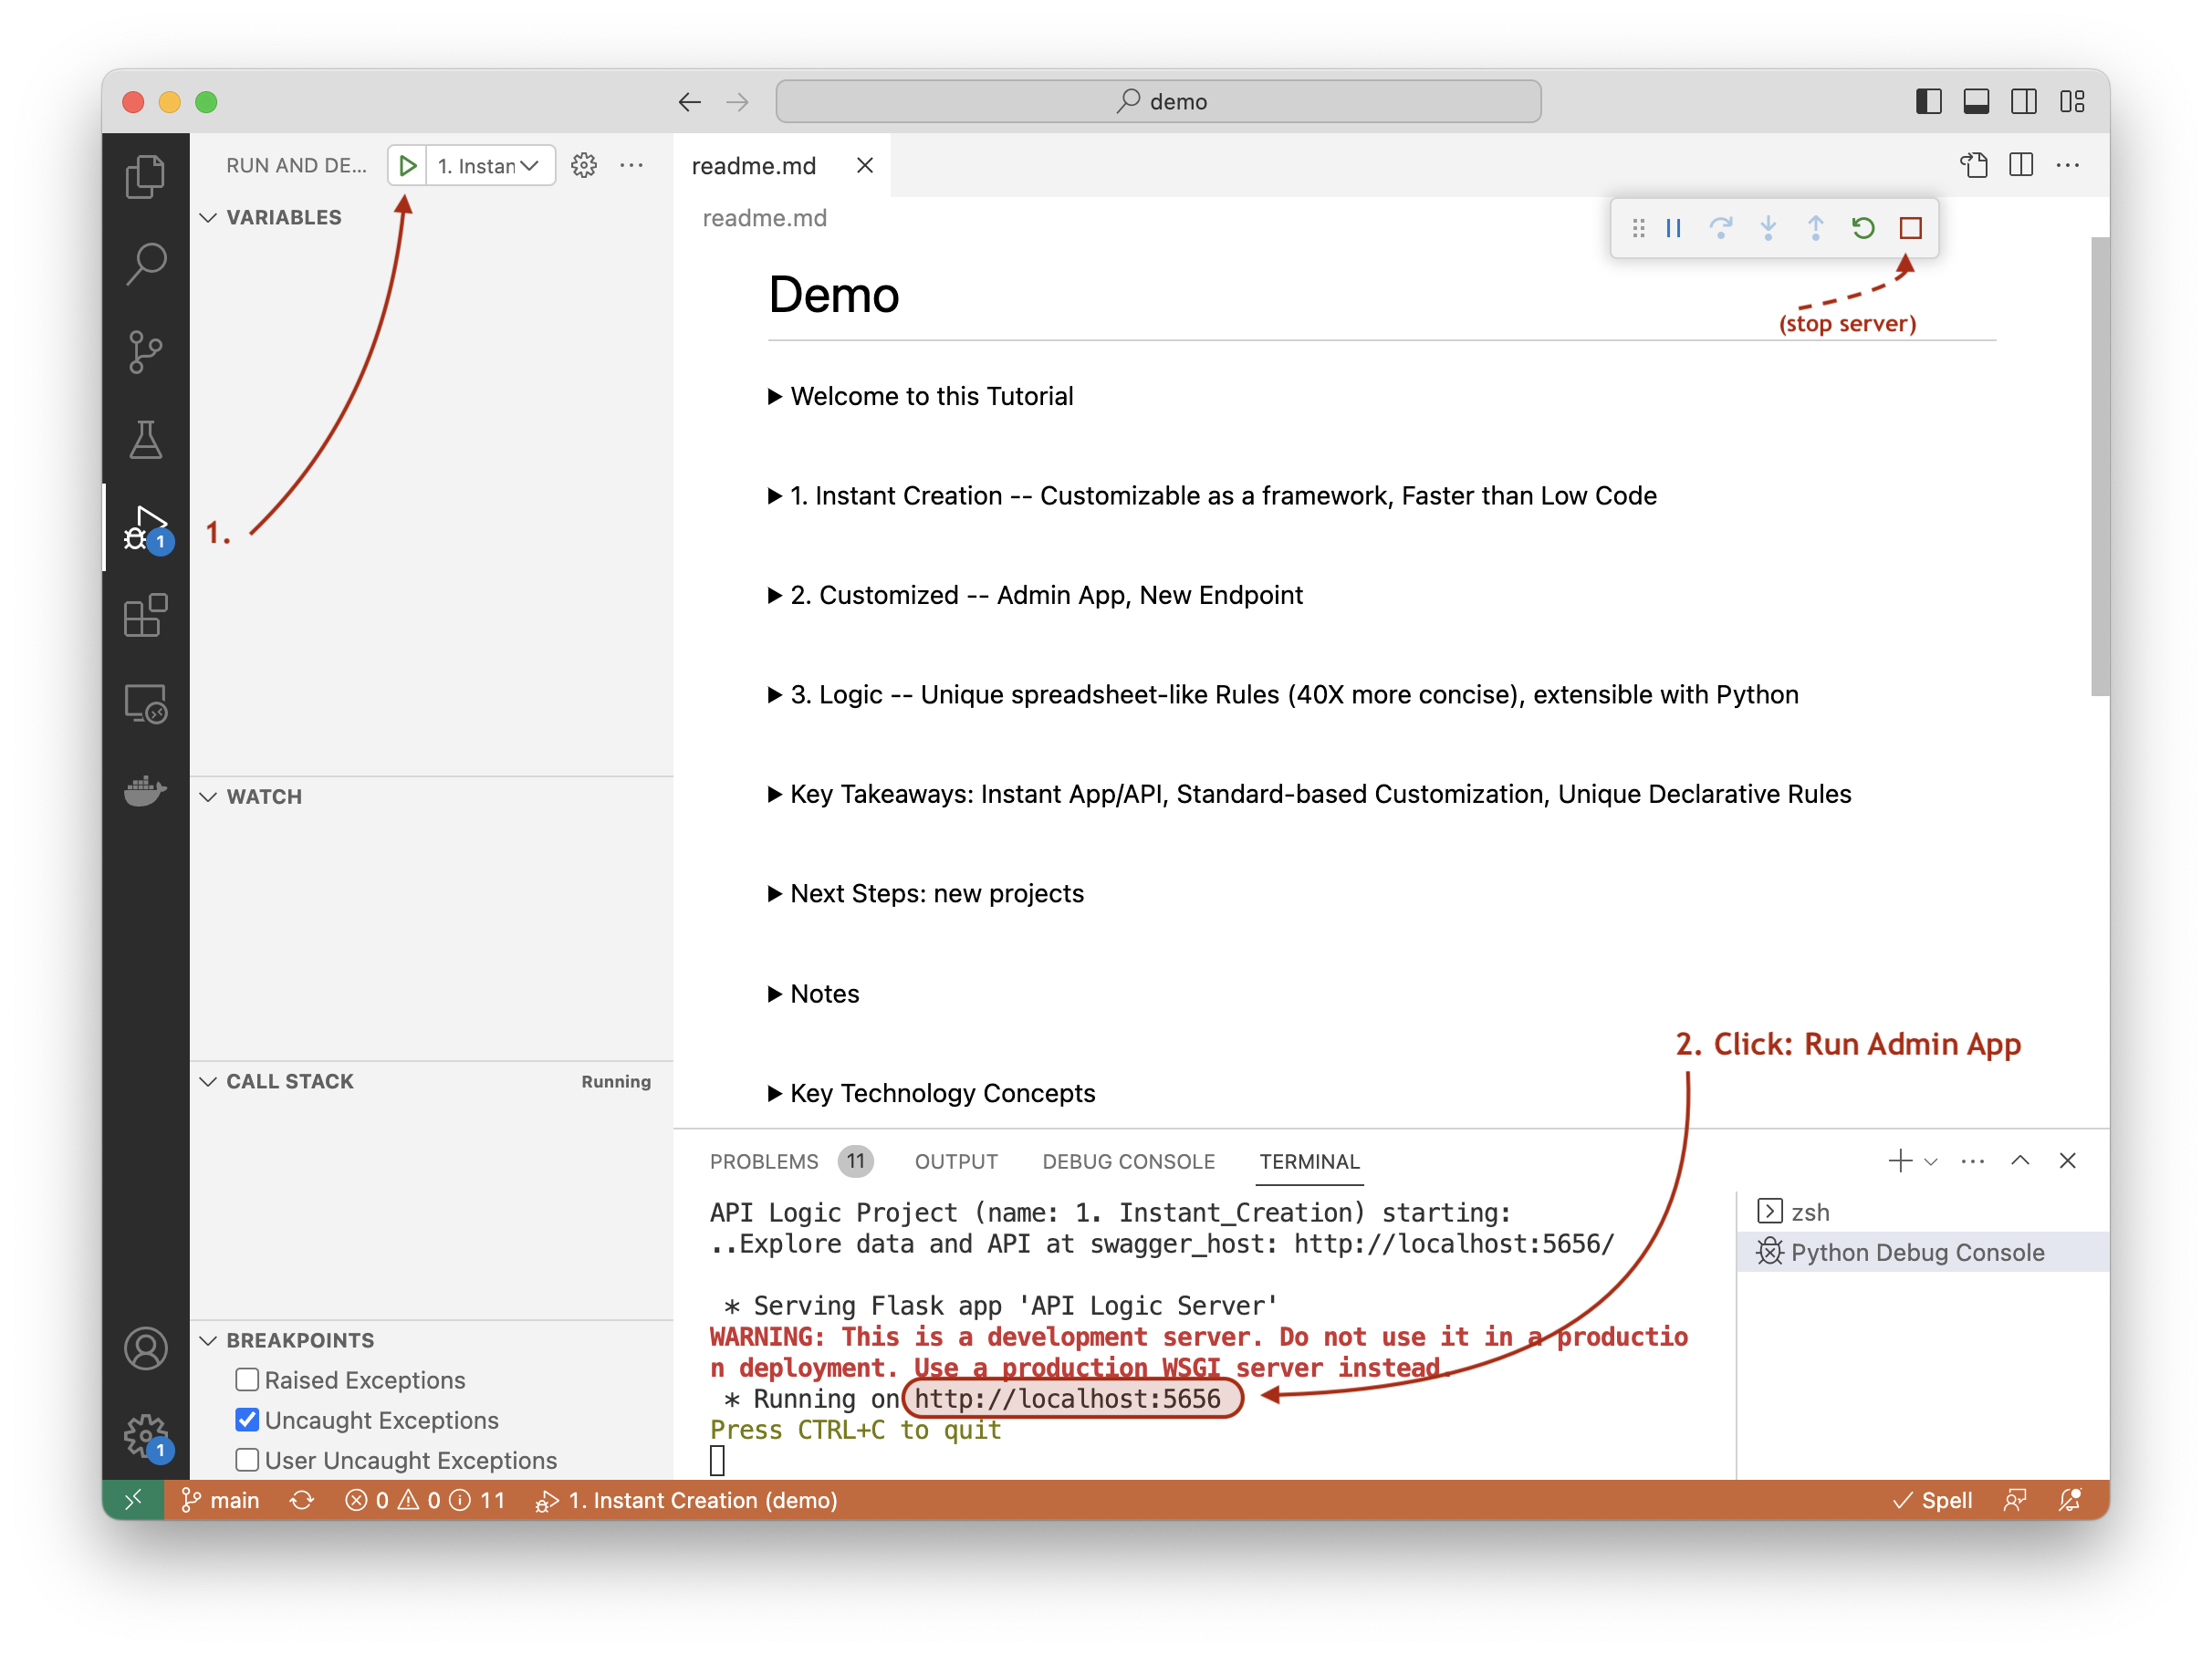 demo
RUN AND DE...
1. Instan
readme.md
VARIABLES
readme.md
Demo
(stop server)
Welcome to this Tutorial
1. Instant Creation -- Customizable as a framework, Faster than Low Code
1.
1
2. Customized -- Admin App, New Endpoint
3. Logic -- Unique spreadsheet-like Rules (40X more concise), extensible with Python
WATCH
Key Takeaways: Instant App/API, Standard-based Customization, Unique Declarative Rules
Next Steps: new projects
Notes
2. Click: Run Admin App
CALL STACK
Running
Key Technology Concepts
PROBLEMS 11 OUTPUT DEBUG CONSOLE TERMINAL
API Logic Project (name: 1. Instant_Creation) starting:
..Explore data and API at swagger_host: http://localhost:5656/
* Serving Flask app 'API Logic Server'
WARNING: This is a development server. Do not use it in a productio
n deployment. Use a production WSGI server instead.
* Running on http://localhost:5656
Press CTRL+C to quit
zsh
Python Debug Console
BREAKPOINTS
Raised Exceptions
Uncaught Exceptions
User Uncaught Exceptions
1
main 0 0 11 1. Instant Creation (demo) Spell